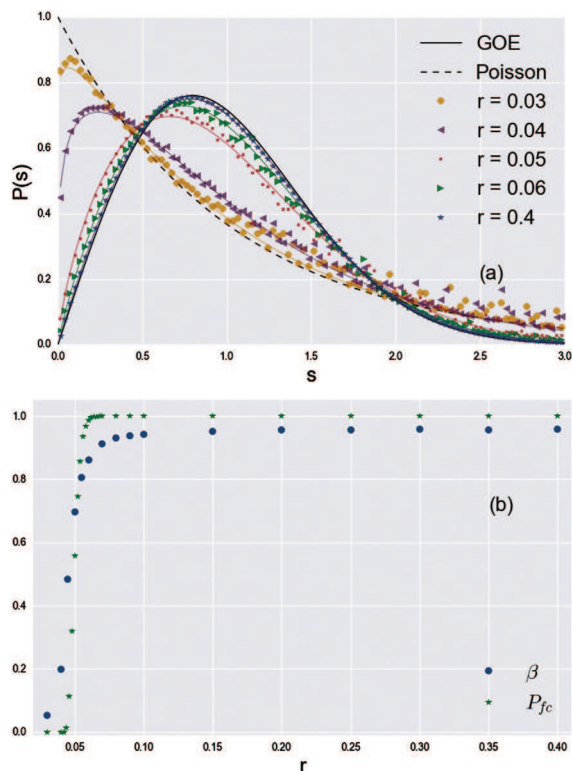 1.0
0.8
0.6
0.4
0.2
0.0
P(s)
GOE
Poisson
r = 0.03
r = 0.04
r = 0.05
r = 0.06
r = 0.4
(a)
0.0 0.5 1.0 1.5 2.0 2.5 3.0
s
1.0
0.8
0.6
0.4
0.2
0.0
(b)
β
P_fc
0.05 0.10 0.15 0.20 0.25 0.30 0.35 0.40
r